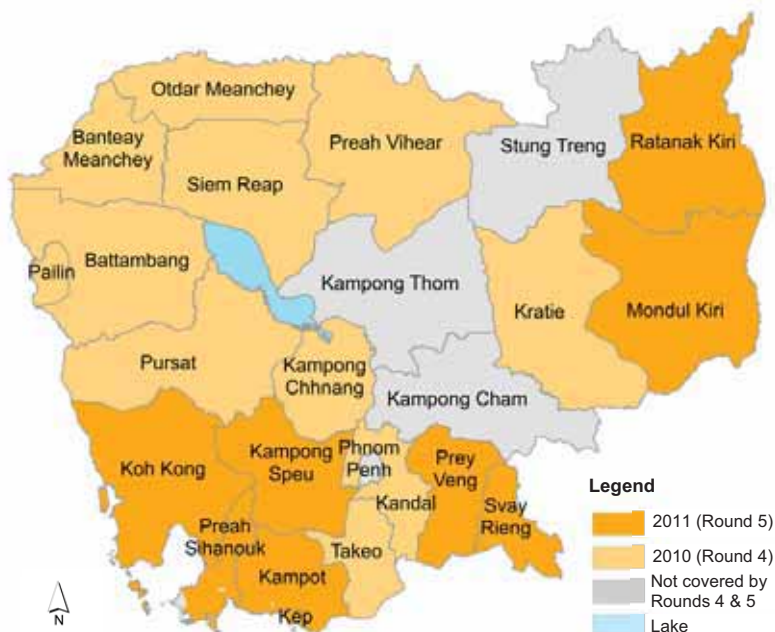 Otdar Meanchey
Banteay
Meanchey
Preah Vihear
Stung Treng
Ratanak Kiri
Siem Reap
Pailin
Battambang
Kampong Thom
Kratie
Mondul Kiri
Pursat
Kampong
Chhnang
Kampong Cham
Koh Kong
Kampong
Speu
Phnom
Penh
Prey
Veng
Kandal
Svay
Rieng
Preah
Sihanouk
Takeo
Kampot
Kep
N
Legend
2011 (Round 5)
2010 (Round 4)
Not covered by
Rounds 4 & 5
Lake